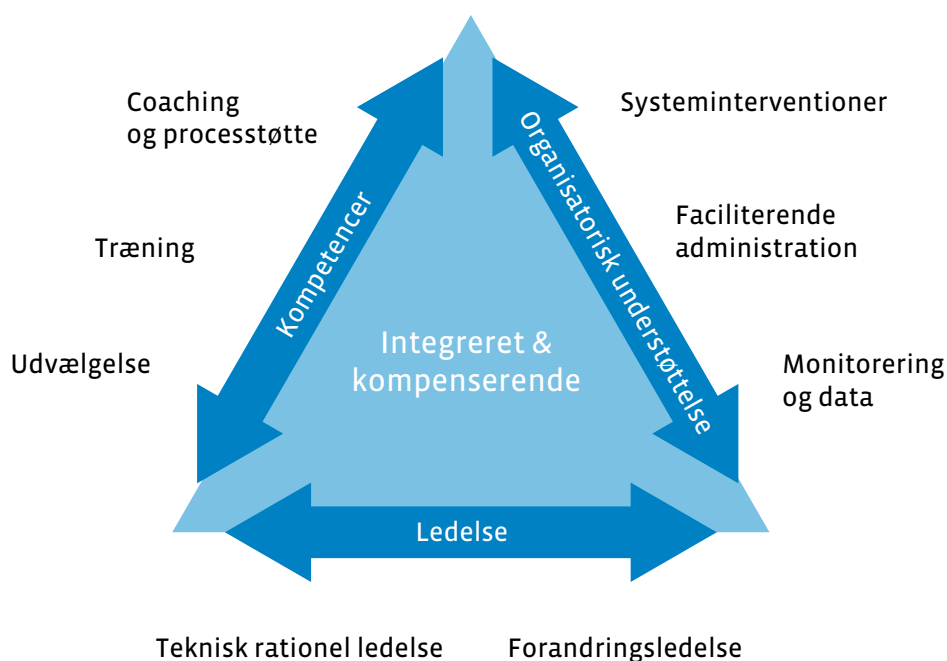 Coaching
og processtøtte
Systeminterventioner
Træning
Faciliterende
administration
Udvælgelse
Monitorering
og data
Kompetencer
Organisatorisk understøttelse
Integreret &
kompenserende
Ledelse
Teknisk rationel ledelse
Forandringsledelse